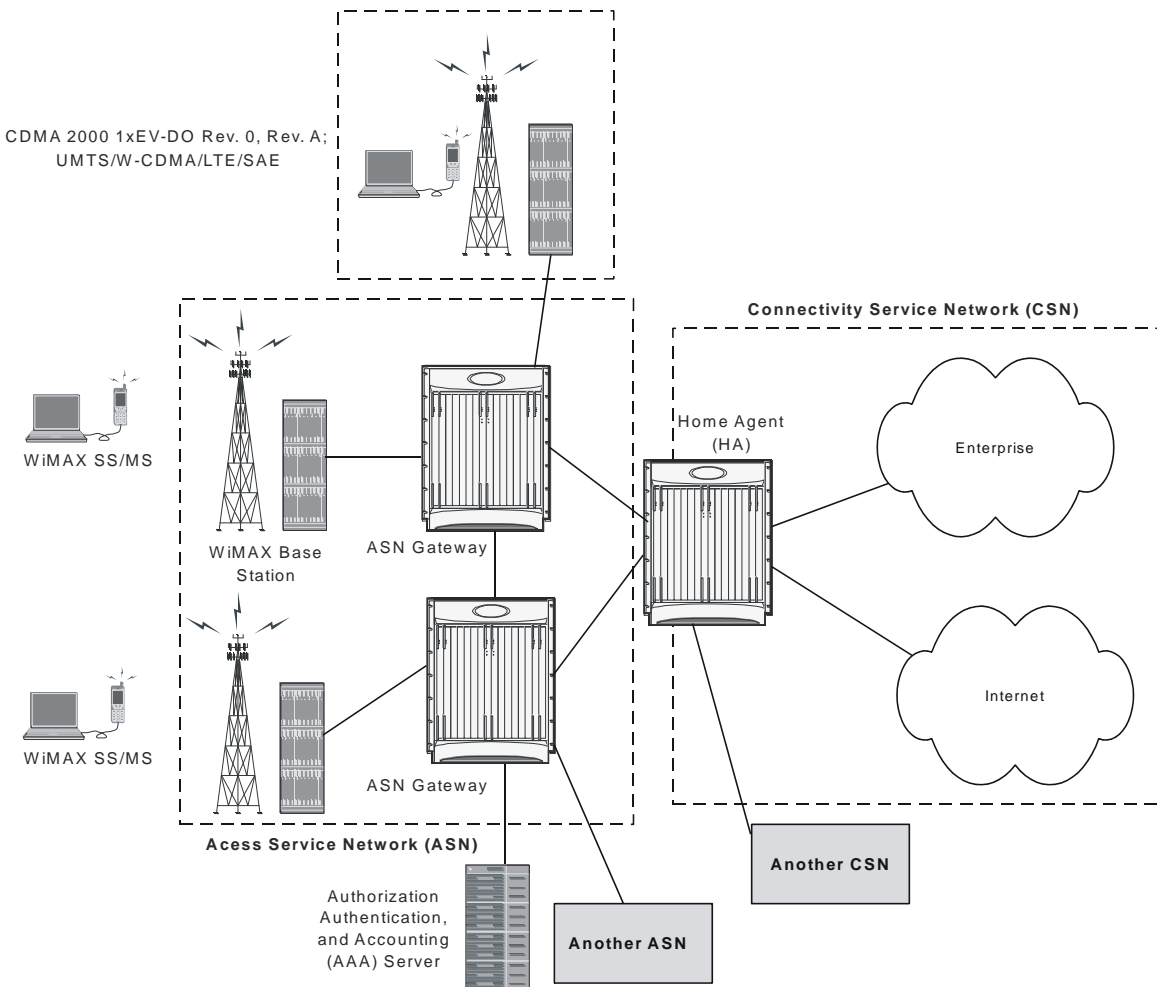 CDMA 2000 1xEV-DO Rev. 0, Rev. A;
UMTS/W-CDMA/LTE/SAE
Connectivity Service Network (CSN)
Home Agent
(HA)
Enterprise
WiMAX SS/MS
WiMAX Base
Station
ASN Gateway
Internet
WiMAX SS/MS
ASN Gateway
Acess Service Network (ASN)
Another CSN
Authorization
Authentication,
and Accounting
(AAA) Server
Another ASN